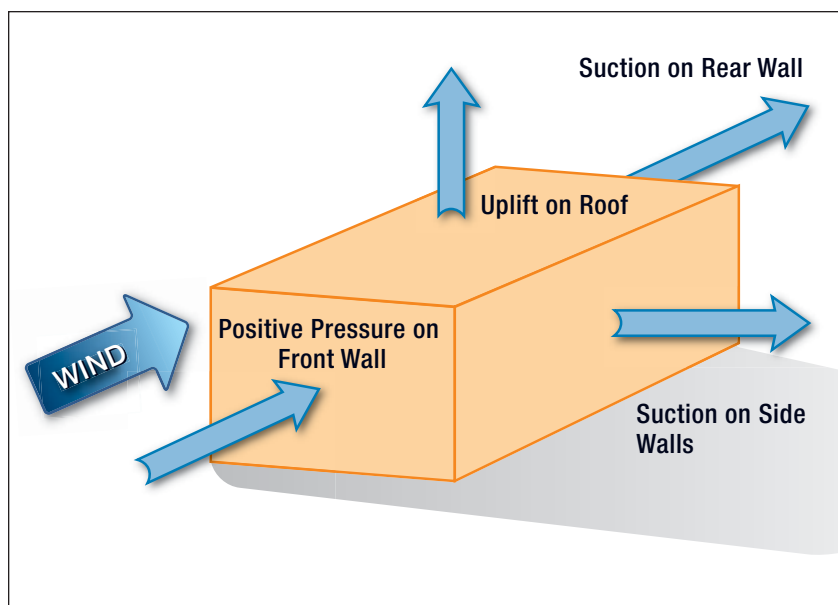 Suction on Rear Wall
Uplift on Roof
Positive Pressure on
Front Wall
WIND
Suction on Side
Walls